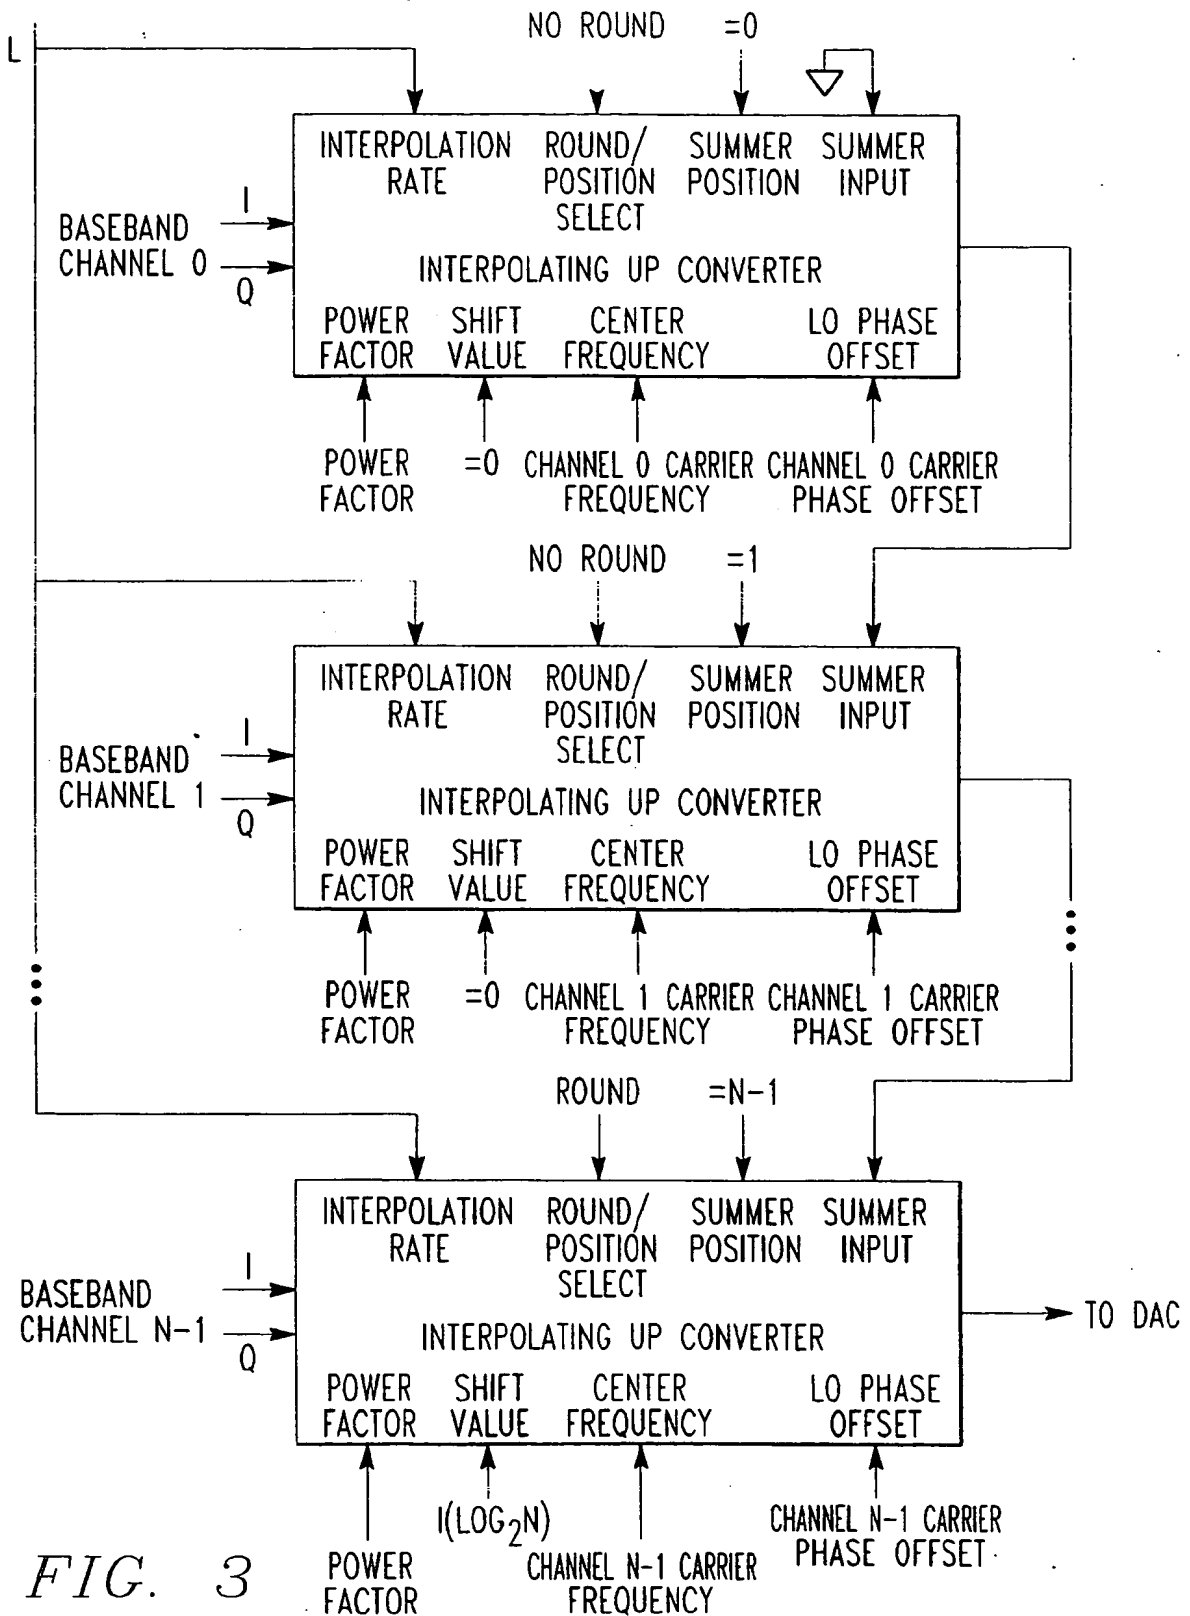 NO ROUND =0
L
INTERPOLATION RATE
ROUND/ POSITION SELECT
SUMMER POSITION
SUMMER INPUT
I
BASEBAND CHANNEL 0
Q
INTERPOLATING UP CONVERTER
POWER FACTOR
SHIFT VALUE
CENTER FREQUENCY
LO PHASE OFFSET
POWER FACTOR
=0
CHANNEL 0 CARRIER FREQUENCY
CHANNEL 0 CARRIER PHASE OFFSET
NO ROUND =1
INTERPOLATION RATE
ROUND/ POSITION SELECT
SUMMER POSITION
SUMMER INPUT
I
BASEBAND CHANNEL 1
Q
INTERPOLATING UP CONVERTER
POWER FACTOR
SHIFT VALUE
CENTER FREQUENCY
LO PHASE OFFSET
POWER FACTOR
=0
CHANNEL 1 CARRIER FREQUENCY
CHANNEL 1 CARRIER PHASE OFFSET
ROUND =N-1
INTERPOLATION RATE
ROUND/ POSITION SELECT
SUMMER POSITION
SUMMER INPUT
I
BASEBAND CHANNEL N-1
Q
INTERPOLATING UP CONVERTER
TO DAC
POWER FACTOR
SHIFT VALUE
CENTER FREQUENCY
LO PHASE OFFSET
POWER FACTOR
I(LOG2N)
CHANNEL N-1 CARRIER FREQUENCY
CHANNEL N-1 CARRIER PHASE OFFSET
FIG. 3